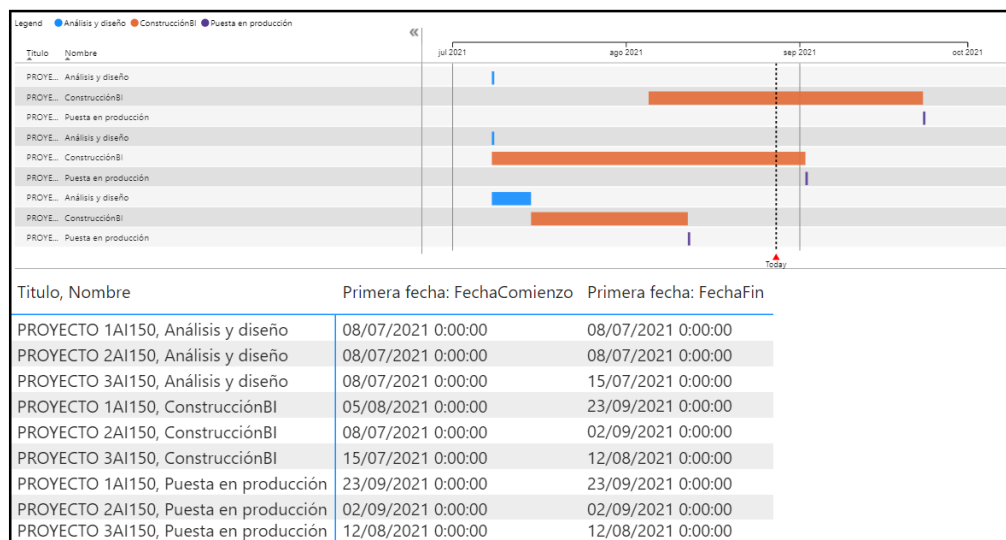 Legend Análisis y diseño ConstrucciónBI Puesta en producción
«
jul 2021 ago 2021 sep 2021 oct 2021
Titulo Nombre
PROYE... Análisis y diseño
PROYE... ConstrucciónBI
PROYE... Puesta en producción
PROYE... Análisis y diseño
PROYE... ConstrucciónBI
PROYE... Puesta en producción
PROYE... Análisis y diseño
PROYE... ConstrucciónBI
PROYE... Puesta en producción
Today
Titulo, Nombre Primera fecha: FechaComienzo Primera fecha: FechaFin
PROYECTO 1AI150, Análisis y diseño 08/07/2021 0:00:00 08/07/2021 0:00:00
PROYECTO 2AI150, Análisis y diseño 08/07/2021 0:00:00 08/07/2021 0:00:00
PROYECTO 3AI150, Análisis y diseño 08/07/2021 0:00:00 15/07/2021 0:00:00
PROYECTO 1AI150, ConstrucciónBI 05/08/2021 0:00:00 23/09/2021 0:00:00
PROYECTO 2AI150, ConstrucciónBI 08/07/2021 0:00:00 02/09/2021 0:00:00
PROYECTO 3AI150, ConstrucciónBI 15/07/2021 0:00:00 12/08/2021 0:00:00
PROYECTO 1AI150, Puesta en producción 23/09/2021 0:00:00 23/09/2021 0:00:00
PROYECTO 2AI150, Puesta en producción 02/09/2021 0:00:00 02/09/2021 0:00:00
PROYECTO 3AI150, Puesta en producción 12/08/2021 0:00:00 12/08/2021 0:00:00